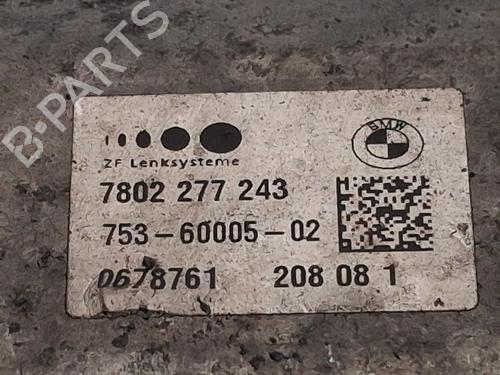 B-PARTS
BMW
ZF Lenksysteme
7802 277 243
753-60005-02
0678761 208 08 1